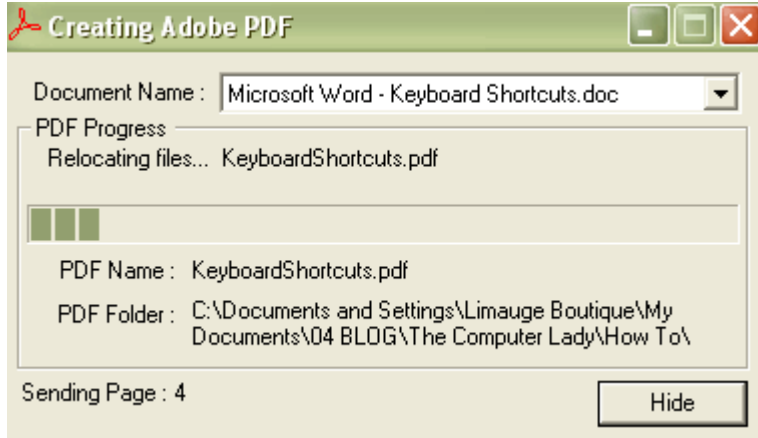 Creating Adobe PDF
Document Name : Microsoft Word - Keyboard Shortcuts.doc
PDF Progress
Relocating files... KeyboardShortcuts.pdf
PDF Name : KeyboardShortcuts.pdf
PDF Folder : C:\Documents and Settings\Limauge Boutique\My
Documents\04 BLOG\The Computer Lady\How To\
Sending Page : 4
Hide